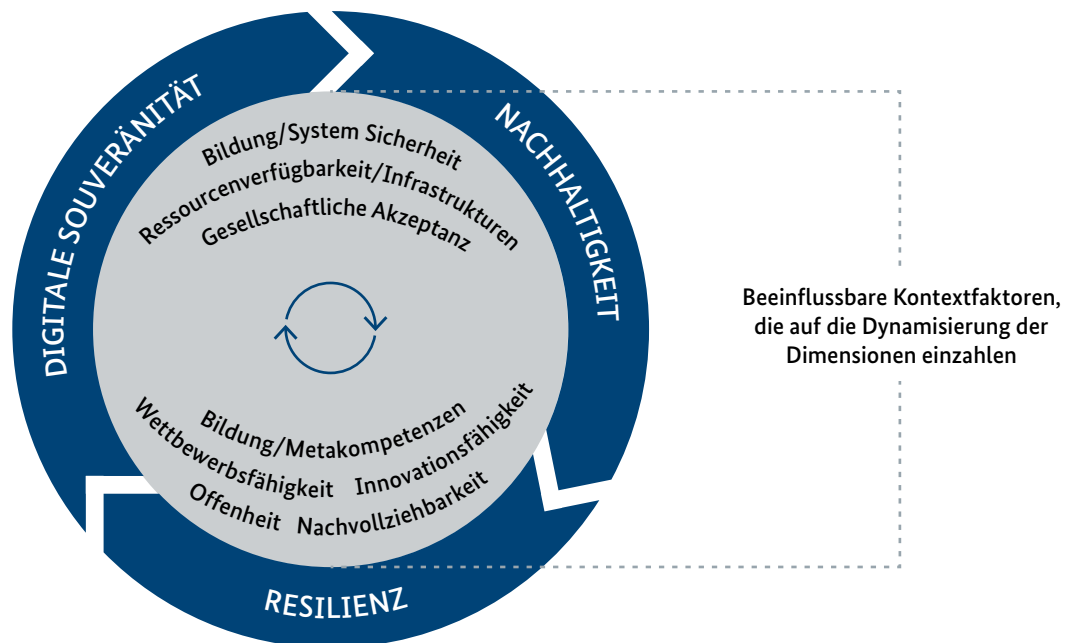 DIGITALE SOUVERÄNITÄT
NACHHALTIGKEIT
RESILIENZ
Bildung/System Sicherheit
Ressourcenverfügbarkeit/Infrastrukturen
Gesellschaftliche Akzeptanz
Bildung/Metakompetenzen
Wettbewerbsfähigkeit Innovationsfähigkeit
Offenheit Nachvollziehbarkeit
Beeinflussbare Kontextfaktoren,
die auf die Dynamisierung der
Dimensionen einzahlen